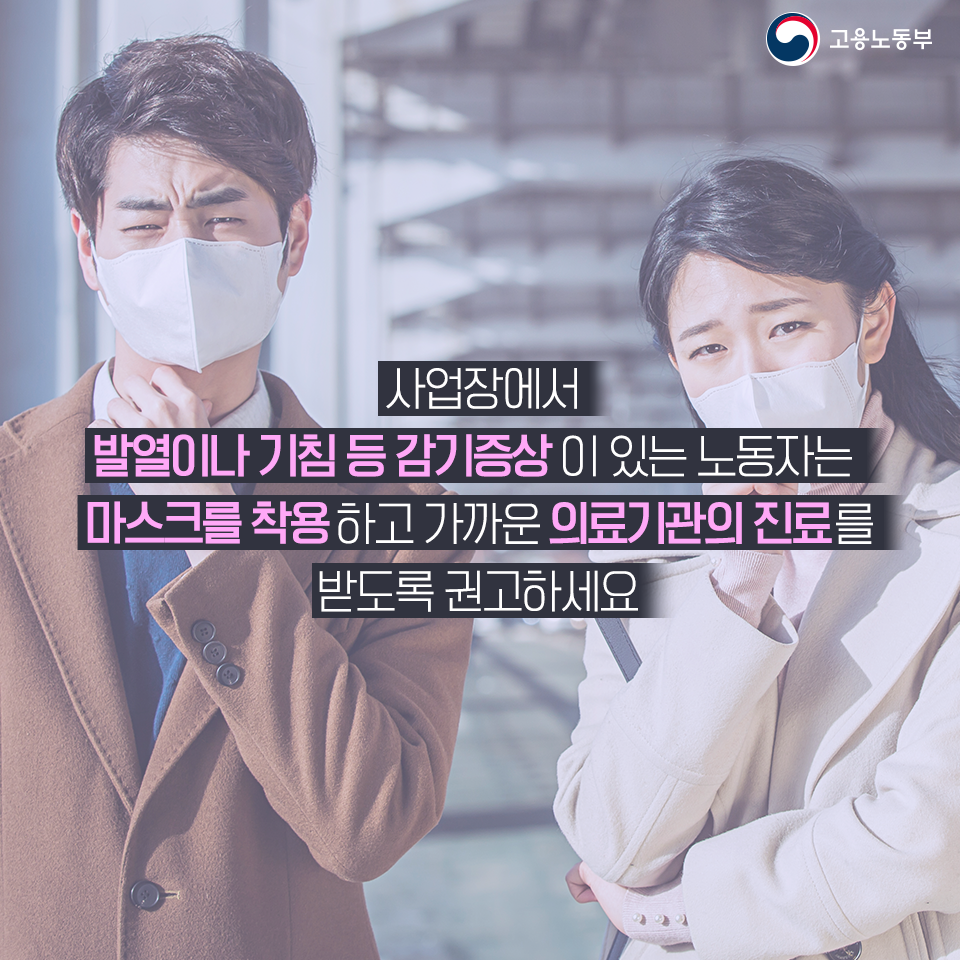 고용노동부
사업장에서
발열이나 기침 등 감기증상 이 있는 노동자는
마스크를 착용 하고 가까운 의료기관의 진료를
받도록 권고하세요